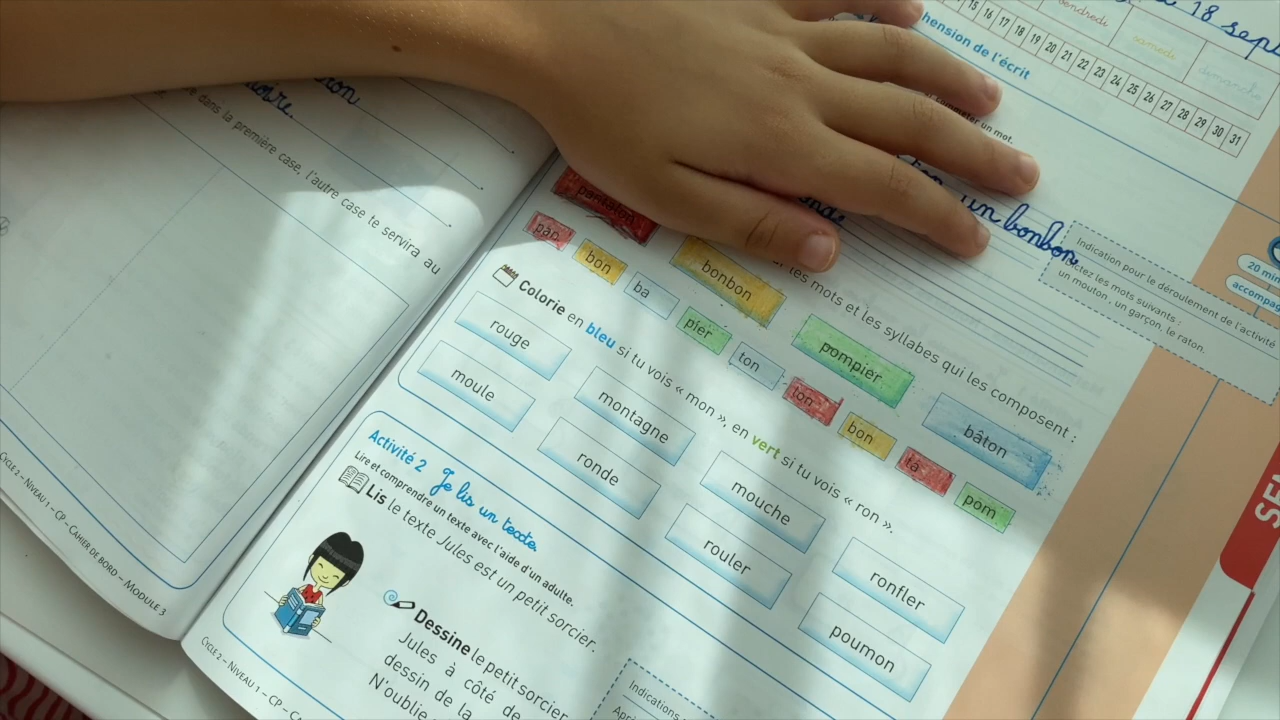 dans la première case, l'autre case te servira au
CYCLE 2 – NIVEAU 1 – CP – CAHIER DE BORD – MODULE 3
18 sept
vendredi
samedi
dimanche
15 16 17 18 19 20 21 22 23 24 25 26 27 28 29 30 31
hension de l'écrit
compléter un mot.
un bonbon
Indication pour le déroulement de l'activité
les mots suivants :
un mouton, un garçon, le raton.
20 min
les mots et les syllabes qui les composent :
pantalon
bonbon
pompier
bâton
pan
bon
ba
pier
ton
lon
bon
ta
pom
Colorie en bleu si tu vois « mon », en vert si tu vois « ron ».
rouge
montagne
mouche
ronfler
moule
ronde
rouler
poumon
Activité 2 Je lis un texte.
Lire et comprendre un texte avec l'aide d'un adulte.
Lis le texte Jules est un petit sorcier.
Dessine le petit sorcier
Jules à côté de
dessin de la
N'oublie
Indications
CYCLE 2 – NIVEAU 1 – CP – C